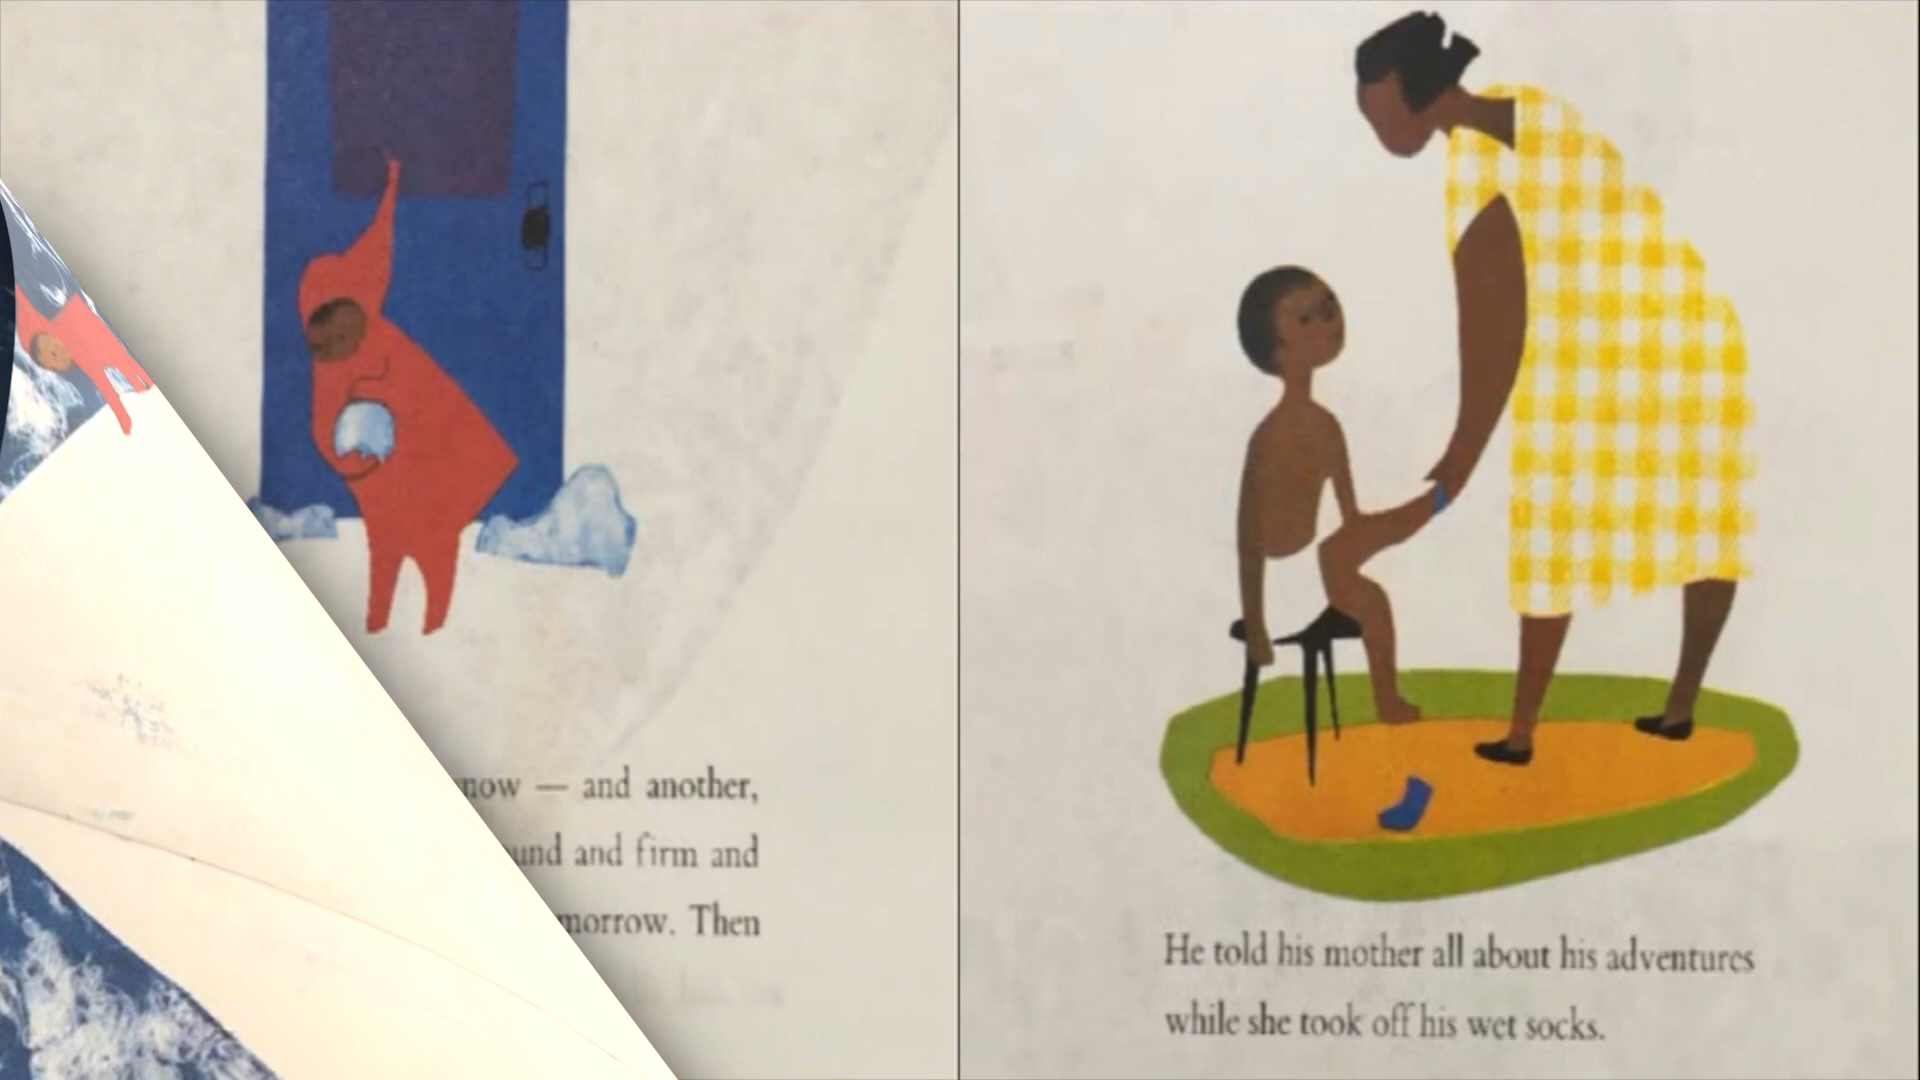 now — and another,
und and firm and
morrow. Then
He told his mother all about his adventures
while she took off his wet socks.